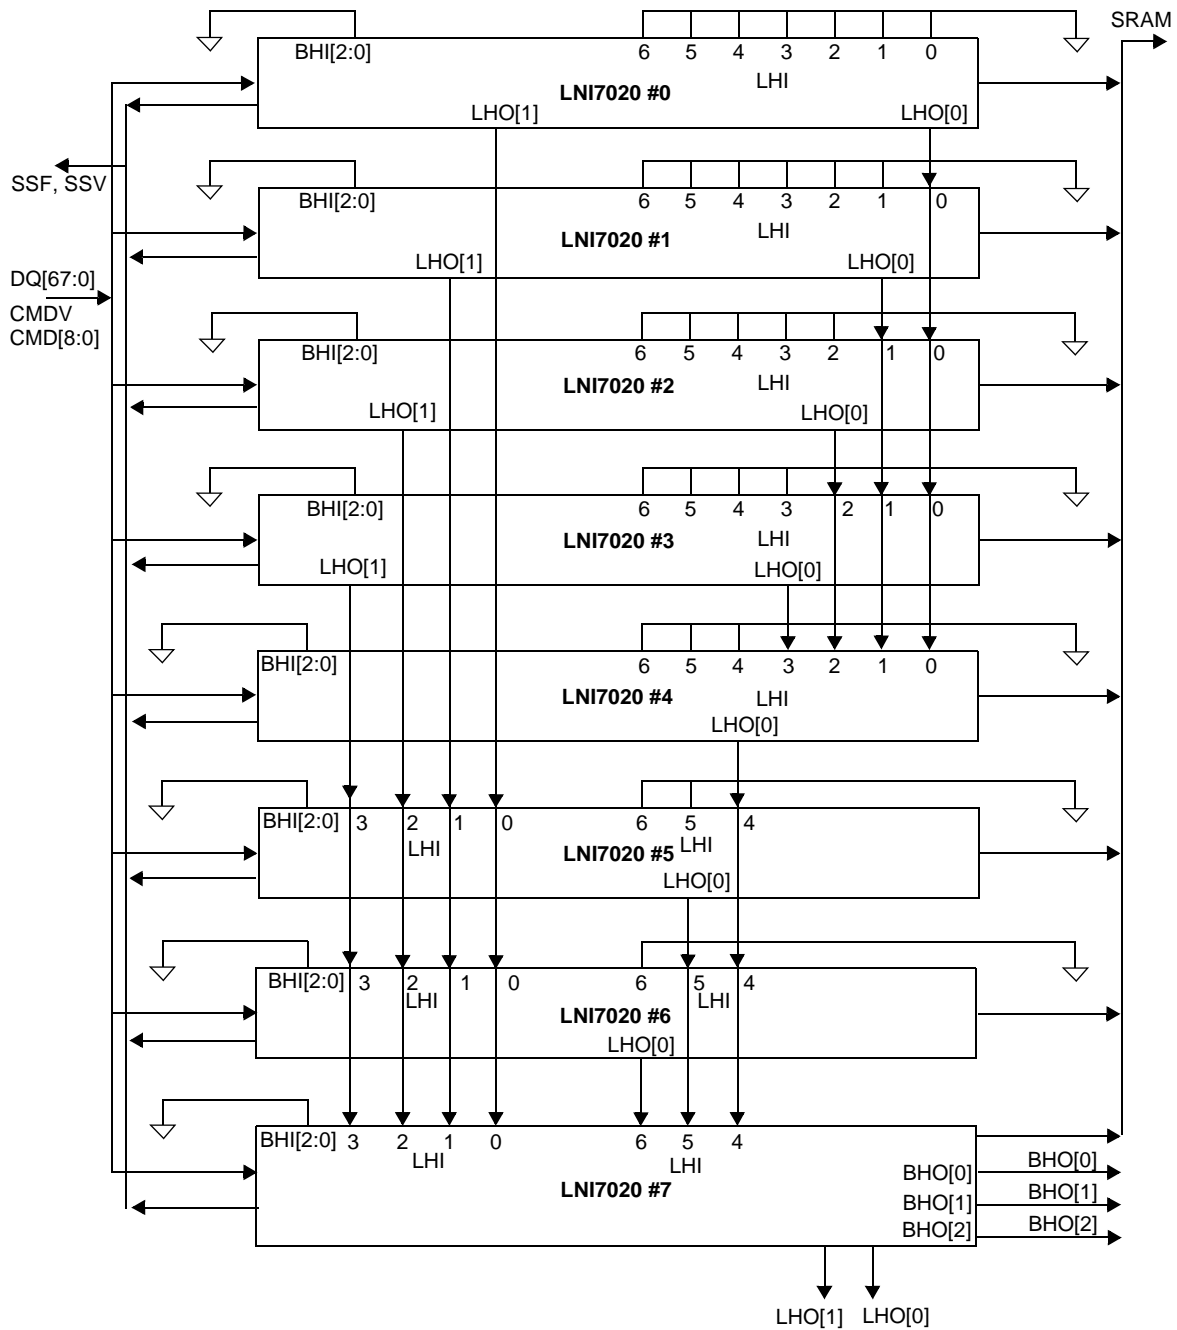 SRAM
BHI[2:0] 6 5 4 3 2 1 0
LHI
LNI7020 #0
LHO[1] LHO[0]
SSF, SSV
BHI[2:0] 6 5 4 3 2 1 0
LHI
LNI7020 #1
LHO[1] LHO[0]
DQ[67:0]
CMDV
CMD[8:0]
BHI[2:0] 6 5 4 3 2 1 0
LHI
LNI7020 #2
LHO[1] LHO[0]
BHI[2:0] 6 5 4 3 2 1 0
LHI
LNI7020 #3
LHO[1] LHO[0]
BHI[2:0] 6 5 4 3 2 1 0
LHI
LNI7020 #4
LHO[0]
BHI[2:0] 3 2 1 0 6 5 4
LHI LHI
LNI7020 #5
LHO[0]
BHI[2:0] 3 2 1 0 6 5 4
LHI LHI
LNI7020 #6
LHO[0]
BHI[2:0] 3 2 1 0 6 5 4
LHI LHI
LNI7020 #7
BHO[0] BHO[0]
BHO[1] BHO[1]
BHO[2] BHO[2]
LHO[1] LHO[0]